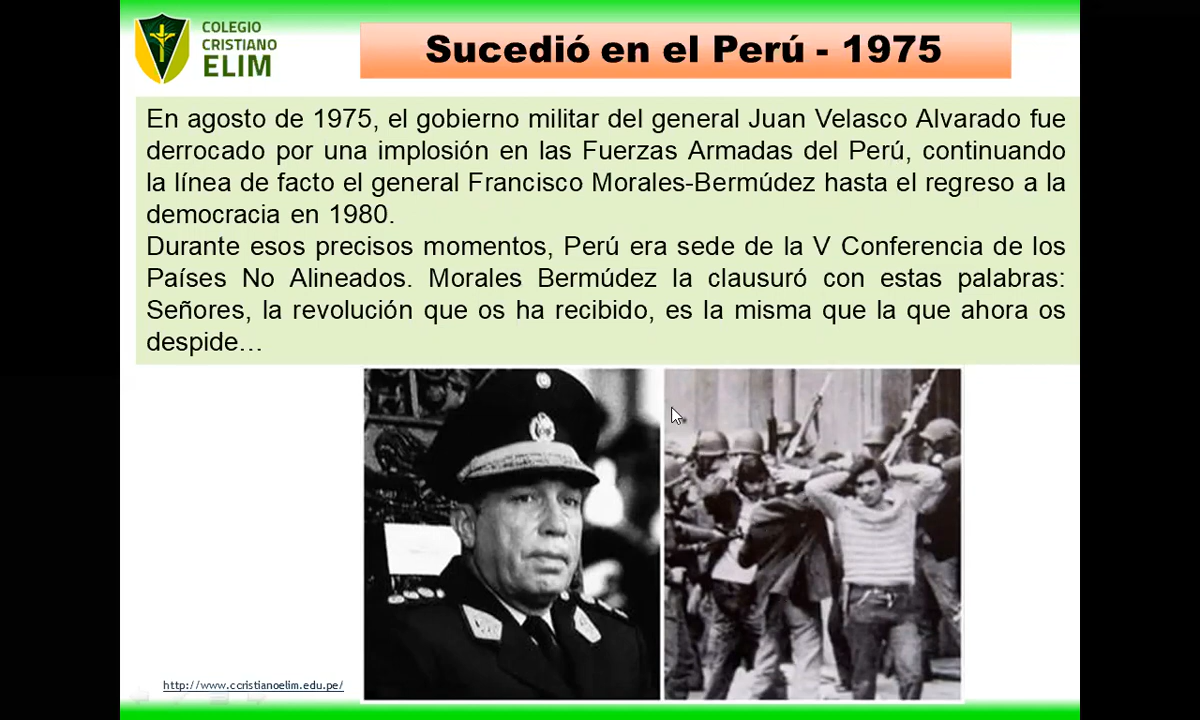 COLEGIO
CRISTIANO
ELIM
Sucedió en el Perú - 1975
En agosto de 1975, el gobierno militar del general Juan Velasco Alvarado fue
derrocado por una implosión en las Fuerzas Armadas del Perú, continuando
la línea de facto el general Francisco Morales-Bermúdez hasta el regreso a la
democracia en 1980.
Durante esos precisos momentos, Perú era sede de la V Conferencia de los
Países No Alineados. Morales Bermúdez la clausuró con estas palabras:
Señores, la revolución que os ha recibido, es la misma que la que ahora os
despide…
http://www.ccristianoelim.edu.pe/